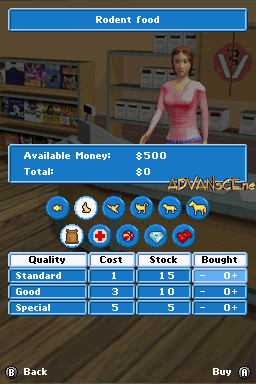 Rodent food
Available Money: $500
Total: $0
ADVANsCEne
Quality Cost Stock Bought
Standard 1 15 - 0+
Good 3 10 - 0+
Special 5 5 - 0+
B Back Buy A